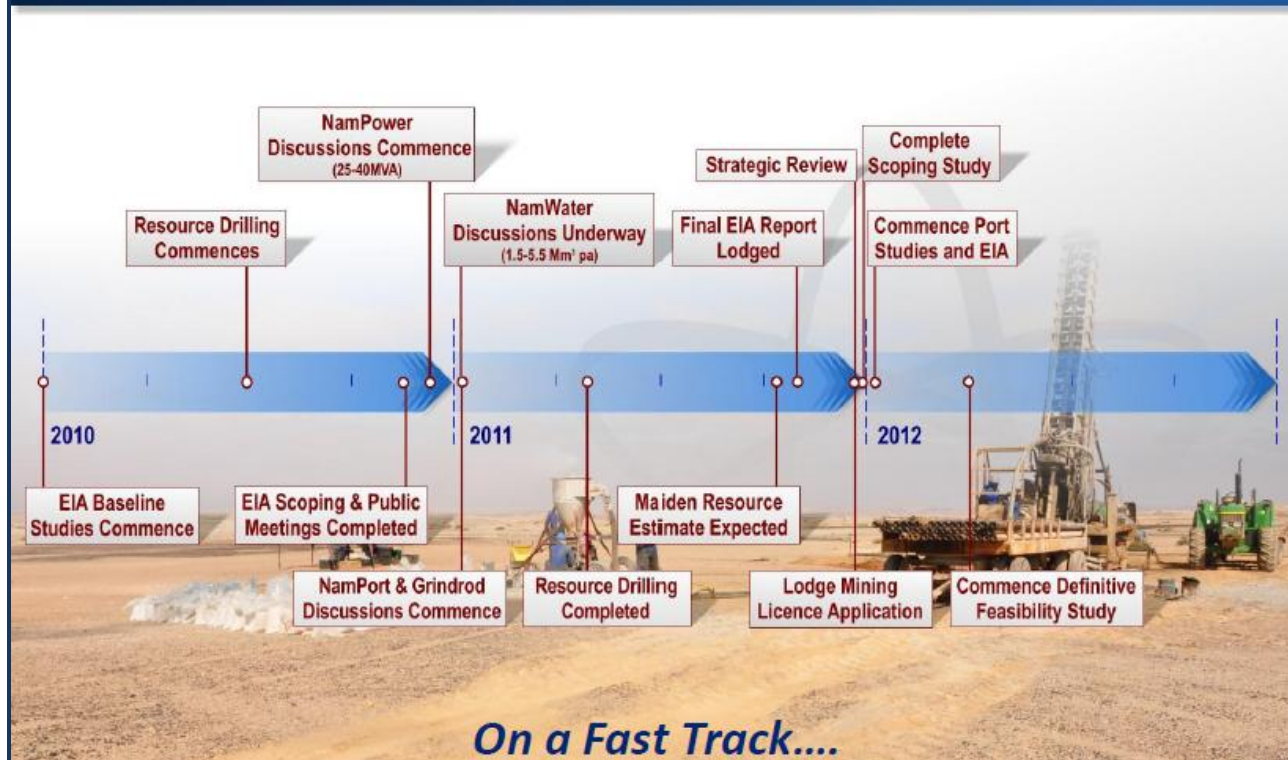 NamPower
Discussions Commence
(25-40MVA)
Resource Drilling
Commences
NamWater
Discussions Underway
(1.5-5.5 Mm³ pa)
Strategic Review
Complete
Scoping Study
Final EIA Report
Lodged
Commence Port
Studies and EIA
2010
2011
2012
EIA Baseline
Studies Commence
EIA Scoping & Public
Meetings Completed
Maiden Resource
Estimate Expected
NamPort & Grindrod
Discussions Commence
Resource Drilling
Completed
Lodge Mining
Licence Application
Commence Definitive
Feasibility Study
On a Fast Track....